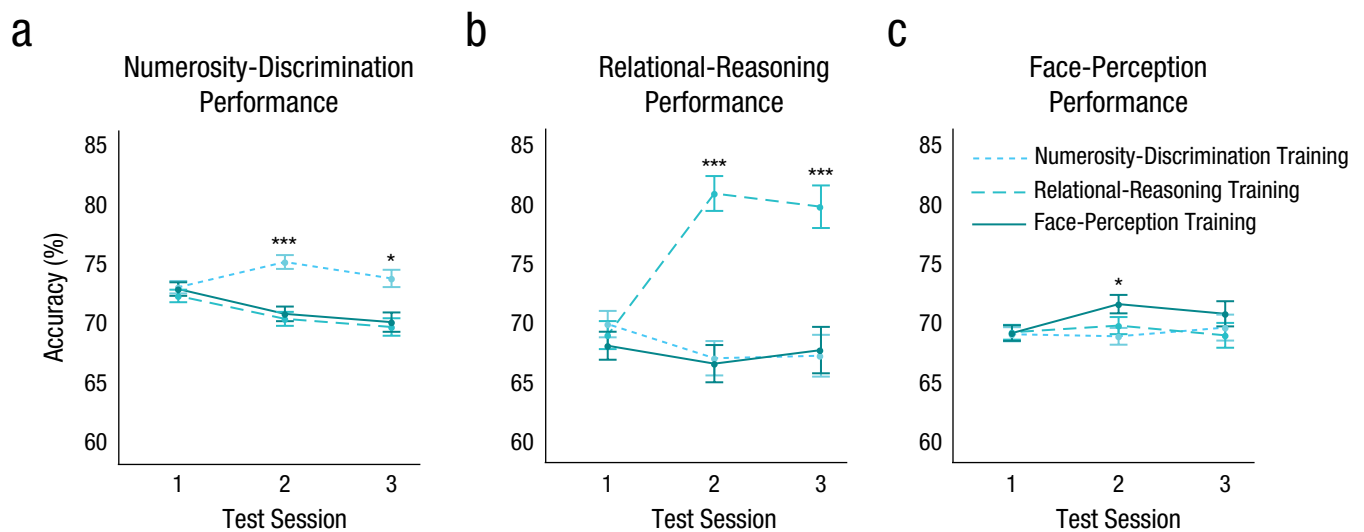 a
Numerosity-Discrimination
Performance
Accuracy (%)
85
80
75
70
65
60
***
*
1 2 3
Test Session
b
Relational-Reasoning
Performance
85
80
75
70
65
60
***
***
1 2 3
Test Session
c
Face-Perception
Performance
85
80
75
70
65
60
Numerosity-Discrimination Training
Relational-Reasoning Training
Face-Perception Training
*
1 2 3
Test Session